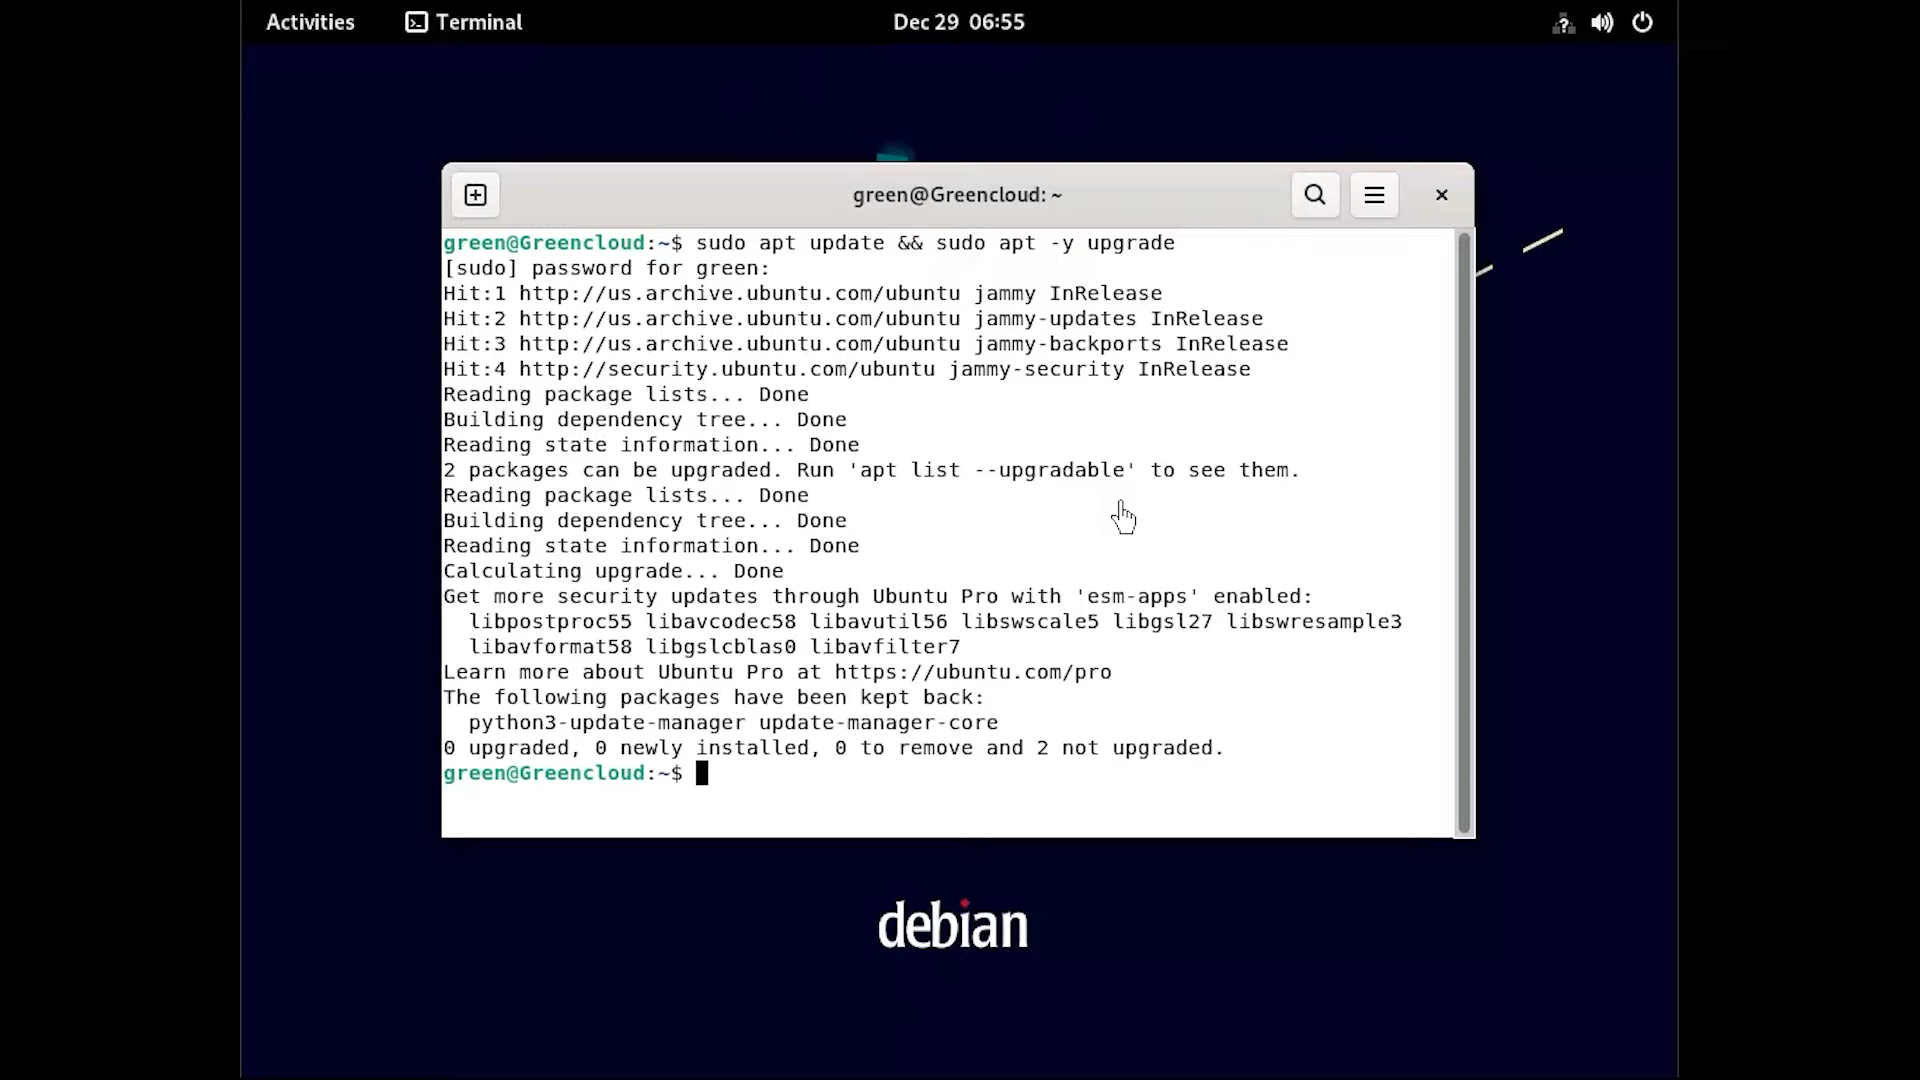 Activities Terminal Dec 29 06:55
green@Greencloud: ~
green@Greencloud:~$ sudo apt update && sudo apt -y upgrade
[sudo] password for green:
Hit:1 http://us.archive.ubuntu.com/ubuntu jammy InRelease
Hit:2 http://us.archive.ubuntu.com/ubuntu jammy-updates InRelease
Hit:3 http://us.archive.ubuntu.com/ubuntu jammy-backports InRelease
Hit:4 http://security.ubuntu.com/ubuntu jammy-security InRelease
Reading package lists... Done
Building dependency tree... Done
Reading state information... Done
2 packages can be upgraded. Run 'apt list --upgradable' to see them.
Reading package lists... Done
Building dependency tree... Done
Reading state information... Done
Calculating upgrade... Done
Get more security updates through Ubuntu Pro with 'esm-apps' enabled:
  libpostproc55 libavcodec58 libavutil56 libswscale5 libgsl27 libswresample3
  libavformat58 libgslcblas0 libavfilter7
Learn more about Ubuntu Pro at https://ubuntu.com/pro
The following packages have been kept back:
  python3-update-manager update-manager-core
0 upgraded, 0 newly installed, 0 to remove and 2 not upgraded.
green@Greencloud:~$
debian